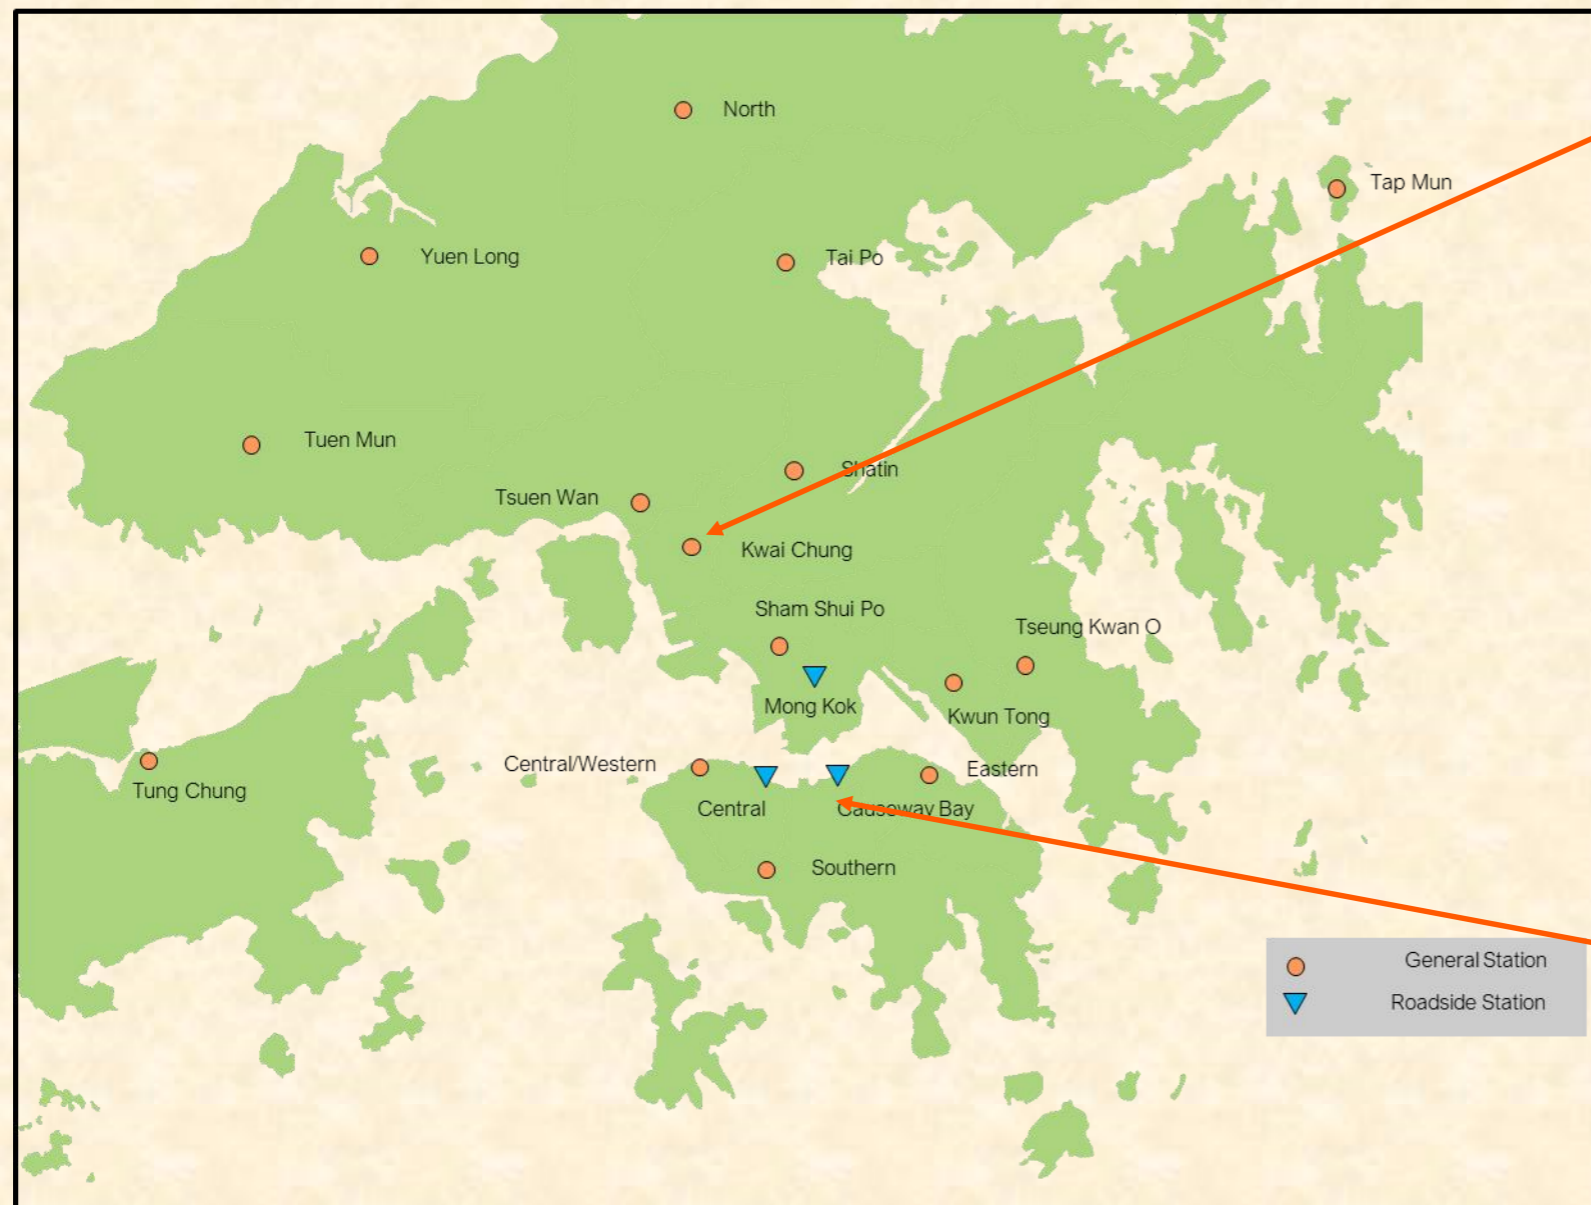 North
Tap Mun
Yuen Long
Tai Po
Tuen Mun
Shatin
Tsuen Wan
Kwai Chung
Sham Shui Po
Tseung Kwan O
Mong Kok
Kwun Tong
Central/Western
Eastern
Tung Chung
Central
Causeway Bay
Southern
General Station
Roadside Station